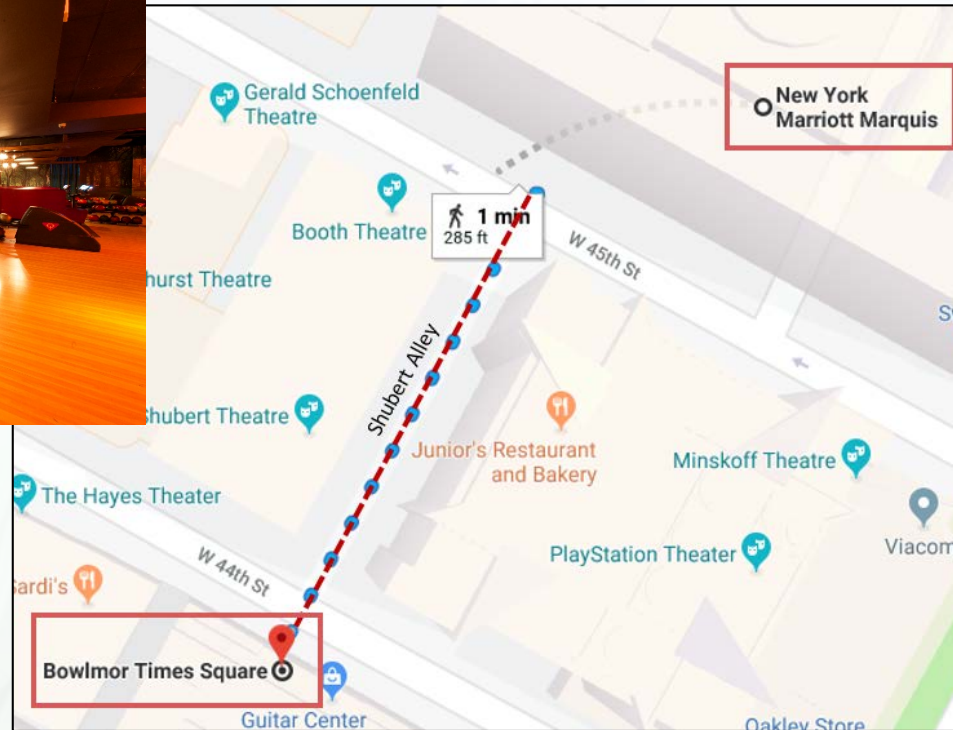 Gerald Schoenfeld
Theatre
New York
Marriott Marquis
Booth Theatre
1 min
285 ft
W 45th St
hurst Theatre
Shubert Alley
Shubert Theatre
Junior's Restaurant
and Bakery
Minskoff Theatre
The Hayes Theater
W 44th St
PlayStation Theater
Viacom
Sardi's
Bowlmor Times Square
Guitar Center
Oakley Store